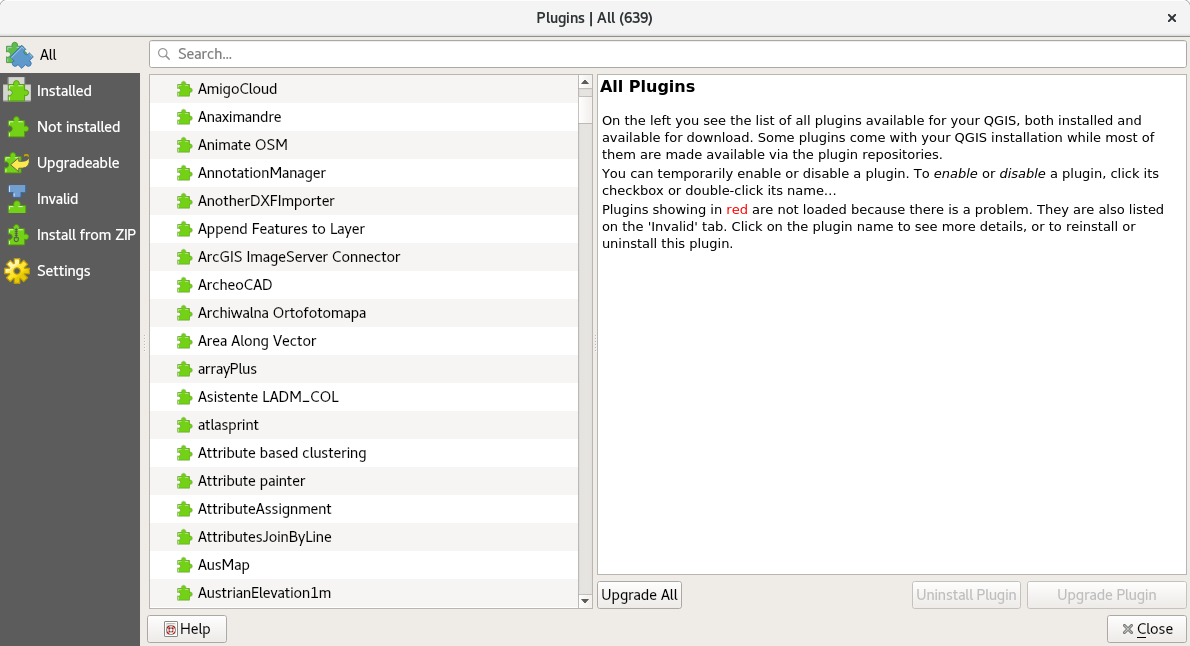 Plugins | All (639)
All
Installed
Not installed
Upgradeable
Invalid
Install from ZIP
Settings
Search...
AmigoCloud
Anaximandre
Animate OSM
AnnotationManager
AnotherDXFImporter
Append Features to Layer
ArcGIS ImageServer Connector
ArcheoCAD
Archiwalna Ortofotomapa
Area Along Vector
arrayPlus
Asistente LADM_COL
atlasprint
Attribute based clustering
Attribute painter
AttributeAssignment
AttributesJoinByLine
AusMap
AustrianElevation1m
All Plugins
On the left you see the list of all plugins available for your QGIS, both installed and
available for download. Some plugins come with your QGIS installation while most of
them are made available via the plugin repositories.
You can temporarily enable or disable a plugin. To enable or disable a plugin, click its
checkbox or double-click its name...
Plugins showing in red are not loaded because there is a problem. They are also listed
on the 'Invalid' tab. Click on the plugin name to see more details, or to reinstall or
uninstall this plugin.
Upgrade All
Uninstall Plugin
Upgrade Plugin
Help
Close